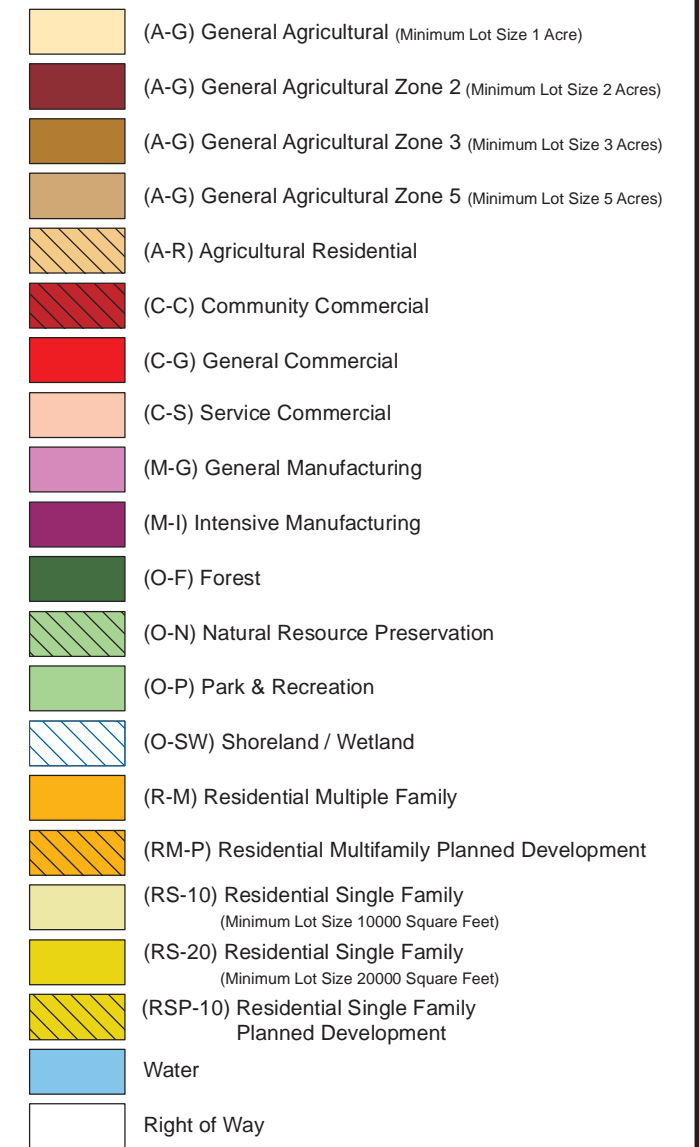 (A-G) General Agricultural (Minimum Lot Size 1 Acre)
(A-G) General Agricultural Zone 2 (Minimum Lot Size 2 Acres)
(A-G) General Agricultural Zone 3 (Minimum Lot Size 3 Acres)
(A-G) General Agricultural Zone 5 (Minimum Lot Size 5 Acres)
(A-R) Agricultural Residential
(C-C) Community Commercial
(C-G) General Commercial
(C-S) Service Commercial
(M-G) General Manufacturing
(M-I) Intensive Manufacturing
(O-F) Forest
(O-N) Natural Resource Preservation
(O-P) Park & Recreation
(O-SW) Shoreland / Wetland
(R-M) Residential Multiple Family
(RM-P) Residential Multifamily Planned Development
(RS-10) Residential Single Family
(Minimum Lot Size 10000 Square Feet)
(RS-20) Residential Single Family
(Minimum Lot Size 20000 Square Feet)
(RSP-10) Residential Single Family
Planned Development
Water
Right of Way